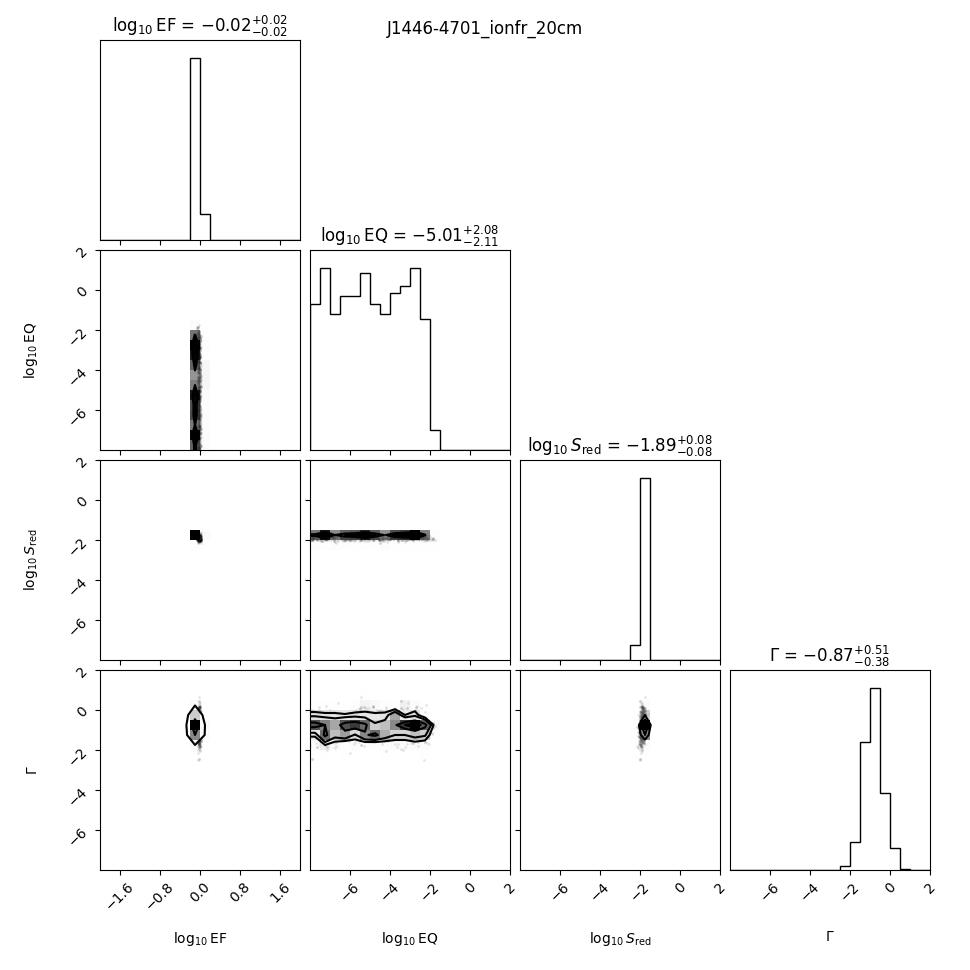 J1446-4701_ionfr_20cm
log₁₀ EF = −0.02⁺⁰·⁰²₋₀.₀₂
log₁₀ EQ = −5.01⁺²·⁰⁸₋₂.₁₁
2
0
−2
−4
−6
log₁₀ EQ
log₁₀ S_red = −1.89⁺⁰·⁰⁸₋₀.₀₈
2
0
−2
−4
−6
log₁₀ S_red
Γ = −0.87⁺⁰·⁵¹₋₀.₃₈
2
0
−2
−4
−6
Γ
−1.6 −0.8 0.0 0.8 1.6
−6 −4 −2 0 2
−6 −4 −2 0 2
−6 −4 −2 0 2
log₁₀ EF
log₁₀ EQ
log₁₀ S_red
Γ